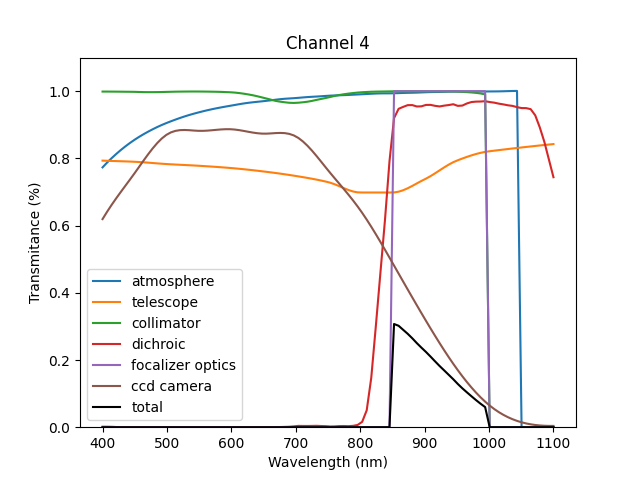 Channel 4
Transmitance (%)
1.0
0.8
0.6
0.4
0.2
0.0
atmosphere
telescope
collimator
dichroic
focalizer optics
ccd camera
total
400 500 600 700 800 900 1000 1100
Wavelength (nm)